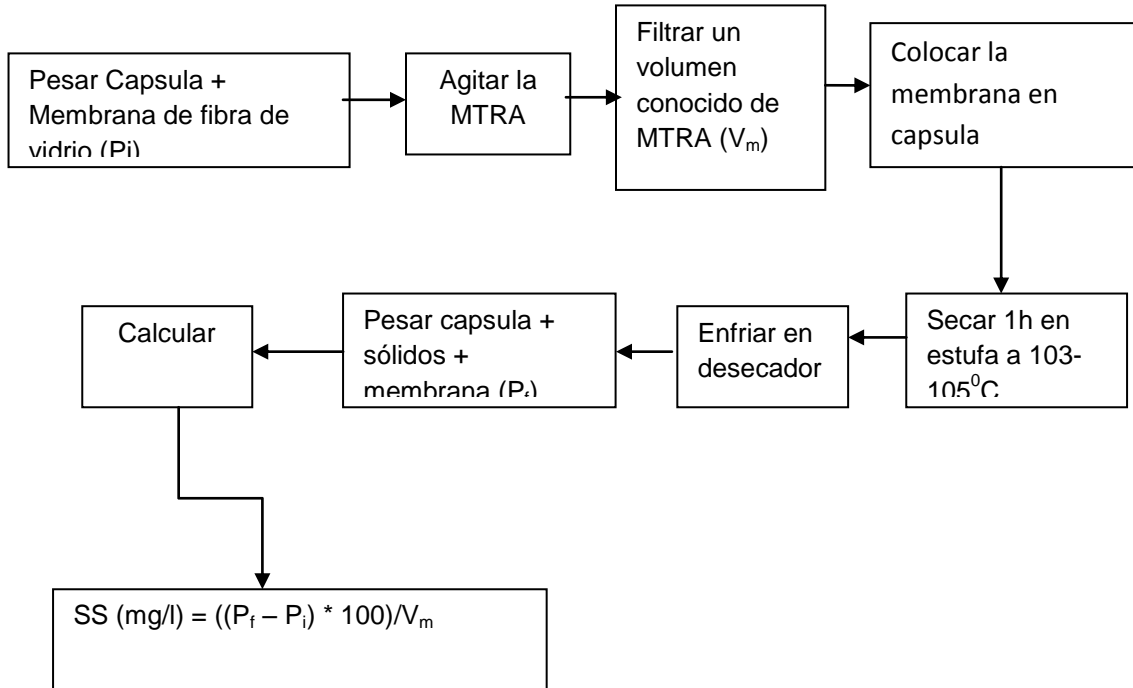 Pesar Capsula +
Membrana de fibra de
vidrio (Pi)
Agitar la
MTRA
Filtrar un
volumen
conocido de
MTRA (Vₘ)
Colocar la
membrana en
capsula
Secar 1h en
estufa a 103-
105⁰C
Enfriar en
desecador
Pesar capsula +
sólidos +
membrana (P_f)
Calcular
SS (mg/l) = ((P_f – Pᵢ) * 100)/Vₘ